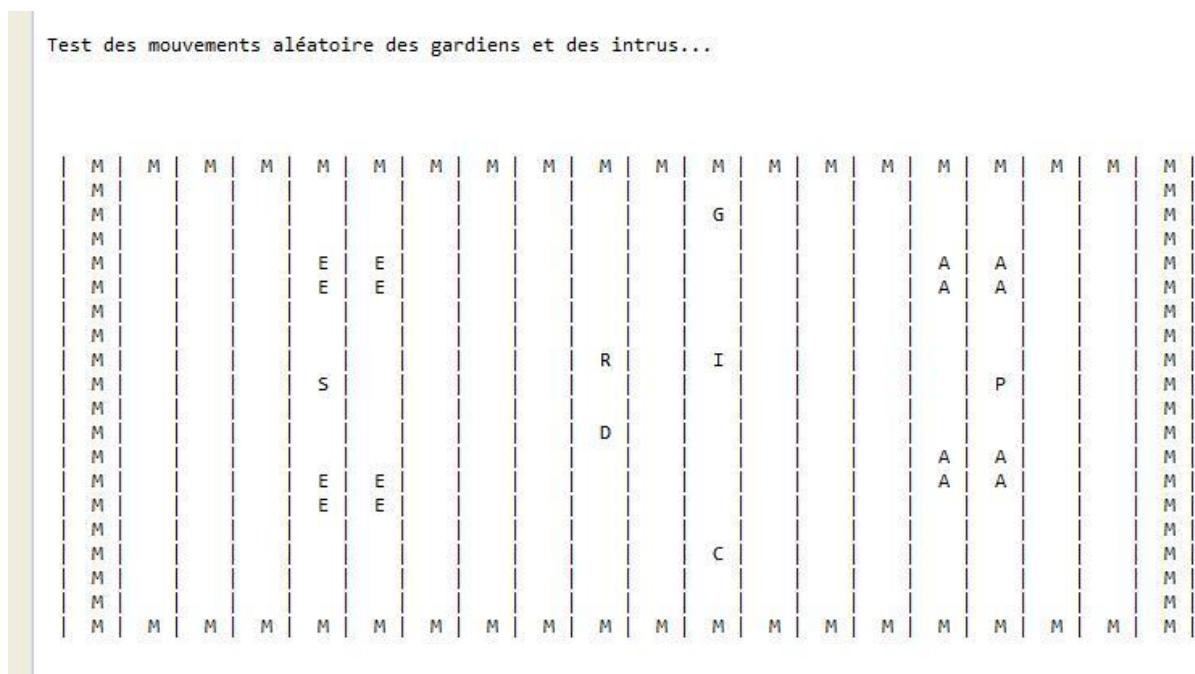 Test des mouvements aléatoire des gardiens et des intrus...
| M | M | M | M | M | M | M | M | M | M | M | M | M | M | M | M | M | M | M | M |
| M |   |   |   |   |   |   |   |   |   |   |   |   |   |   |   |   |   |   | M |
| M |   |   |   |   |   |   |   |   |   |   | G |   |   |   |   |   |   |   | M |
| M |   |   |   |   |   |   |   |   |   |   |   |   |   |   |   |   |   |   | M |
| M |   |   |   | E | E |   |   |   |   |   |   |   |   |   | A | A |   |   | M |
| M |   |   |   | E | E |   |   |   |   |   |   |   |   |   | A | A |   |   | M |
| M |   |   |   |   |   |   |   |   |   |   |   |   |   |   |   |   |   |   | M |
| M |   |   |   |   |   |   |   |   |   |   |   |   |   |   |   |   |   |   | M |
| M |   |   |   |   |   |   |   |   | R |   | I |   |   |   |   |   |   |   | M |
| M |   |   |   | S |   |   |   |   |   |   |   |   |   |   |   | P |   |   | M |
| M |   |   |   |   |   |   |   |   |   |   |   |   |   |   |   |   |   |   | M |
| M |   |   |   |   |   |   |   |   | D |   |   |   |   |   |   |   |   |   | M |
| M |   |   |   |   |   |   |   |   |   |   |   |   |   |   | A | A |   |   | M |
| M |   |   |   | E | E |   |   |   |   |   |   |   |   |   | A | A |   |   | M |
| M |   |   |   | E | E |   |   |   |   |   |   |   |   |   |   |   |   |   | M |
| M |   |   |   |   |   |   |   |   |   |   |   |   |   |   |   |   |   |   | M |
| M |   |   |   |   |   |   |   |   |   |   | C |   |   |   |   |   |   |   | M |
| M |   |   |   |   |   |   |   |   |   |   |   |   |   |   |   |   |   |   | M |
| M |   |   |   |   |   |   |   |   |   |   |   |   |   |   |   |   |   |   | M |
| M | M | M | M | M | M | M | M | M | M | M | M | M | M | M | M | M | M | M | M |